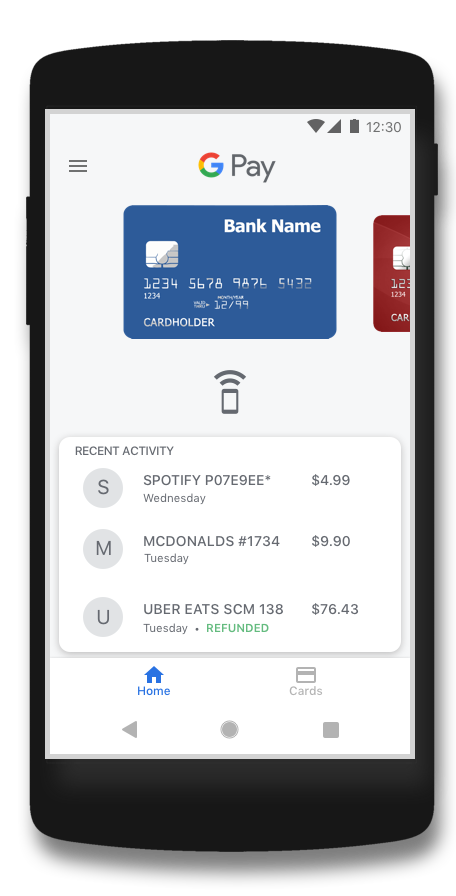 12:30
G Pay
Bank Name
1234 5678 9876 5432
1234
MONTH/YEAR
VALID THRU 12/99
CARDHOLDER
123
1234
CAR
RECENT ACTIVITY
S SPOTIFY P07E9EE* $4.99
Wednesday
M MCDONALDS #1734 $9.90
Tuesday
U UBER EATS SCM 138 $76.43
Tuesday • REFUNDED
Home Cards